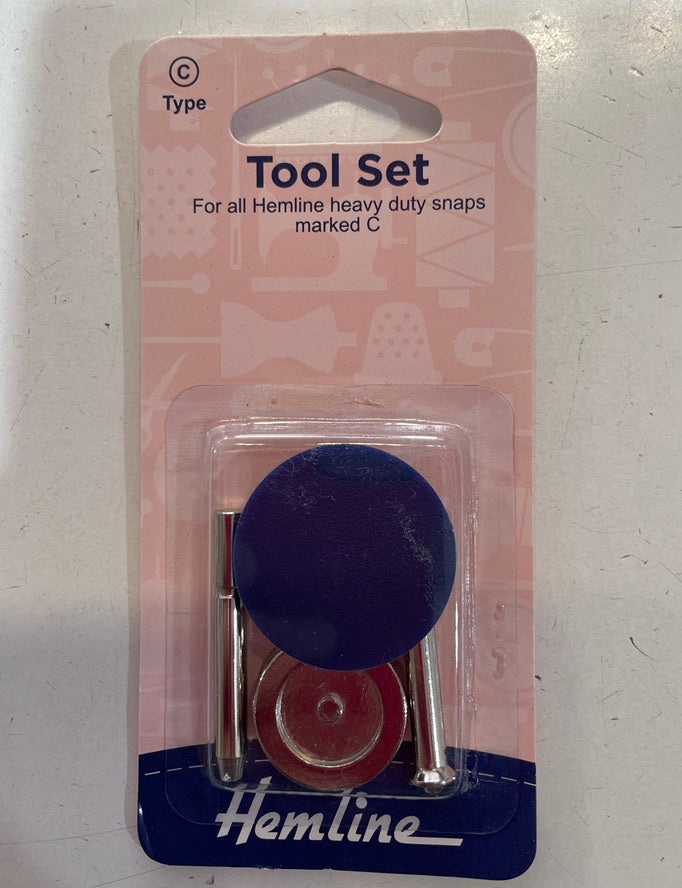 C
Type
Tool Set
For all Hemline heavy duty snaps
marked C
Hemline